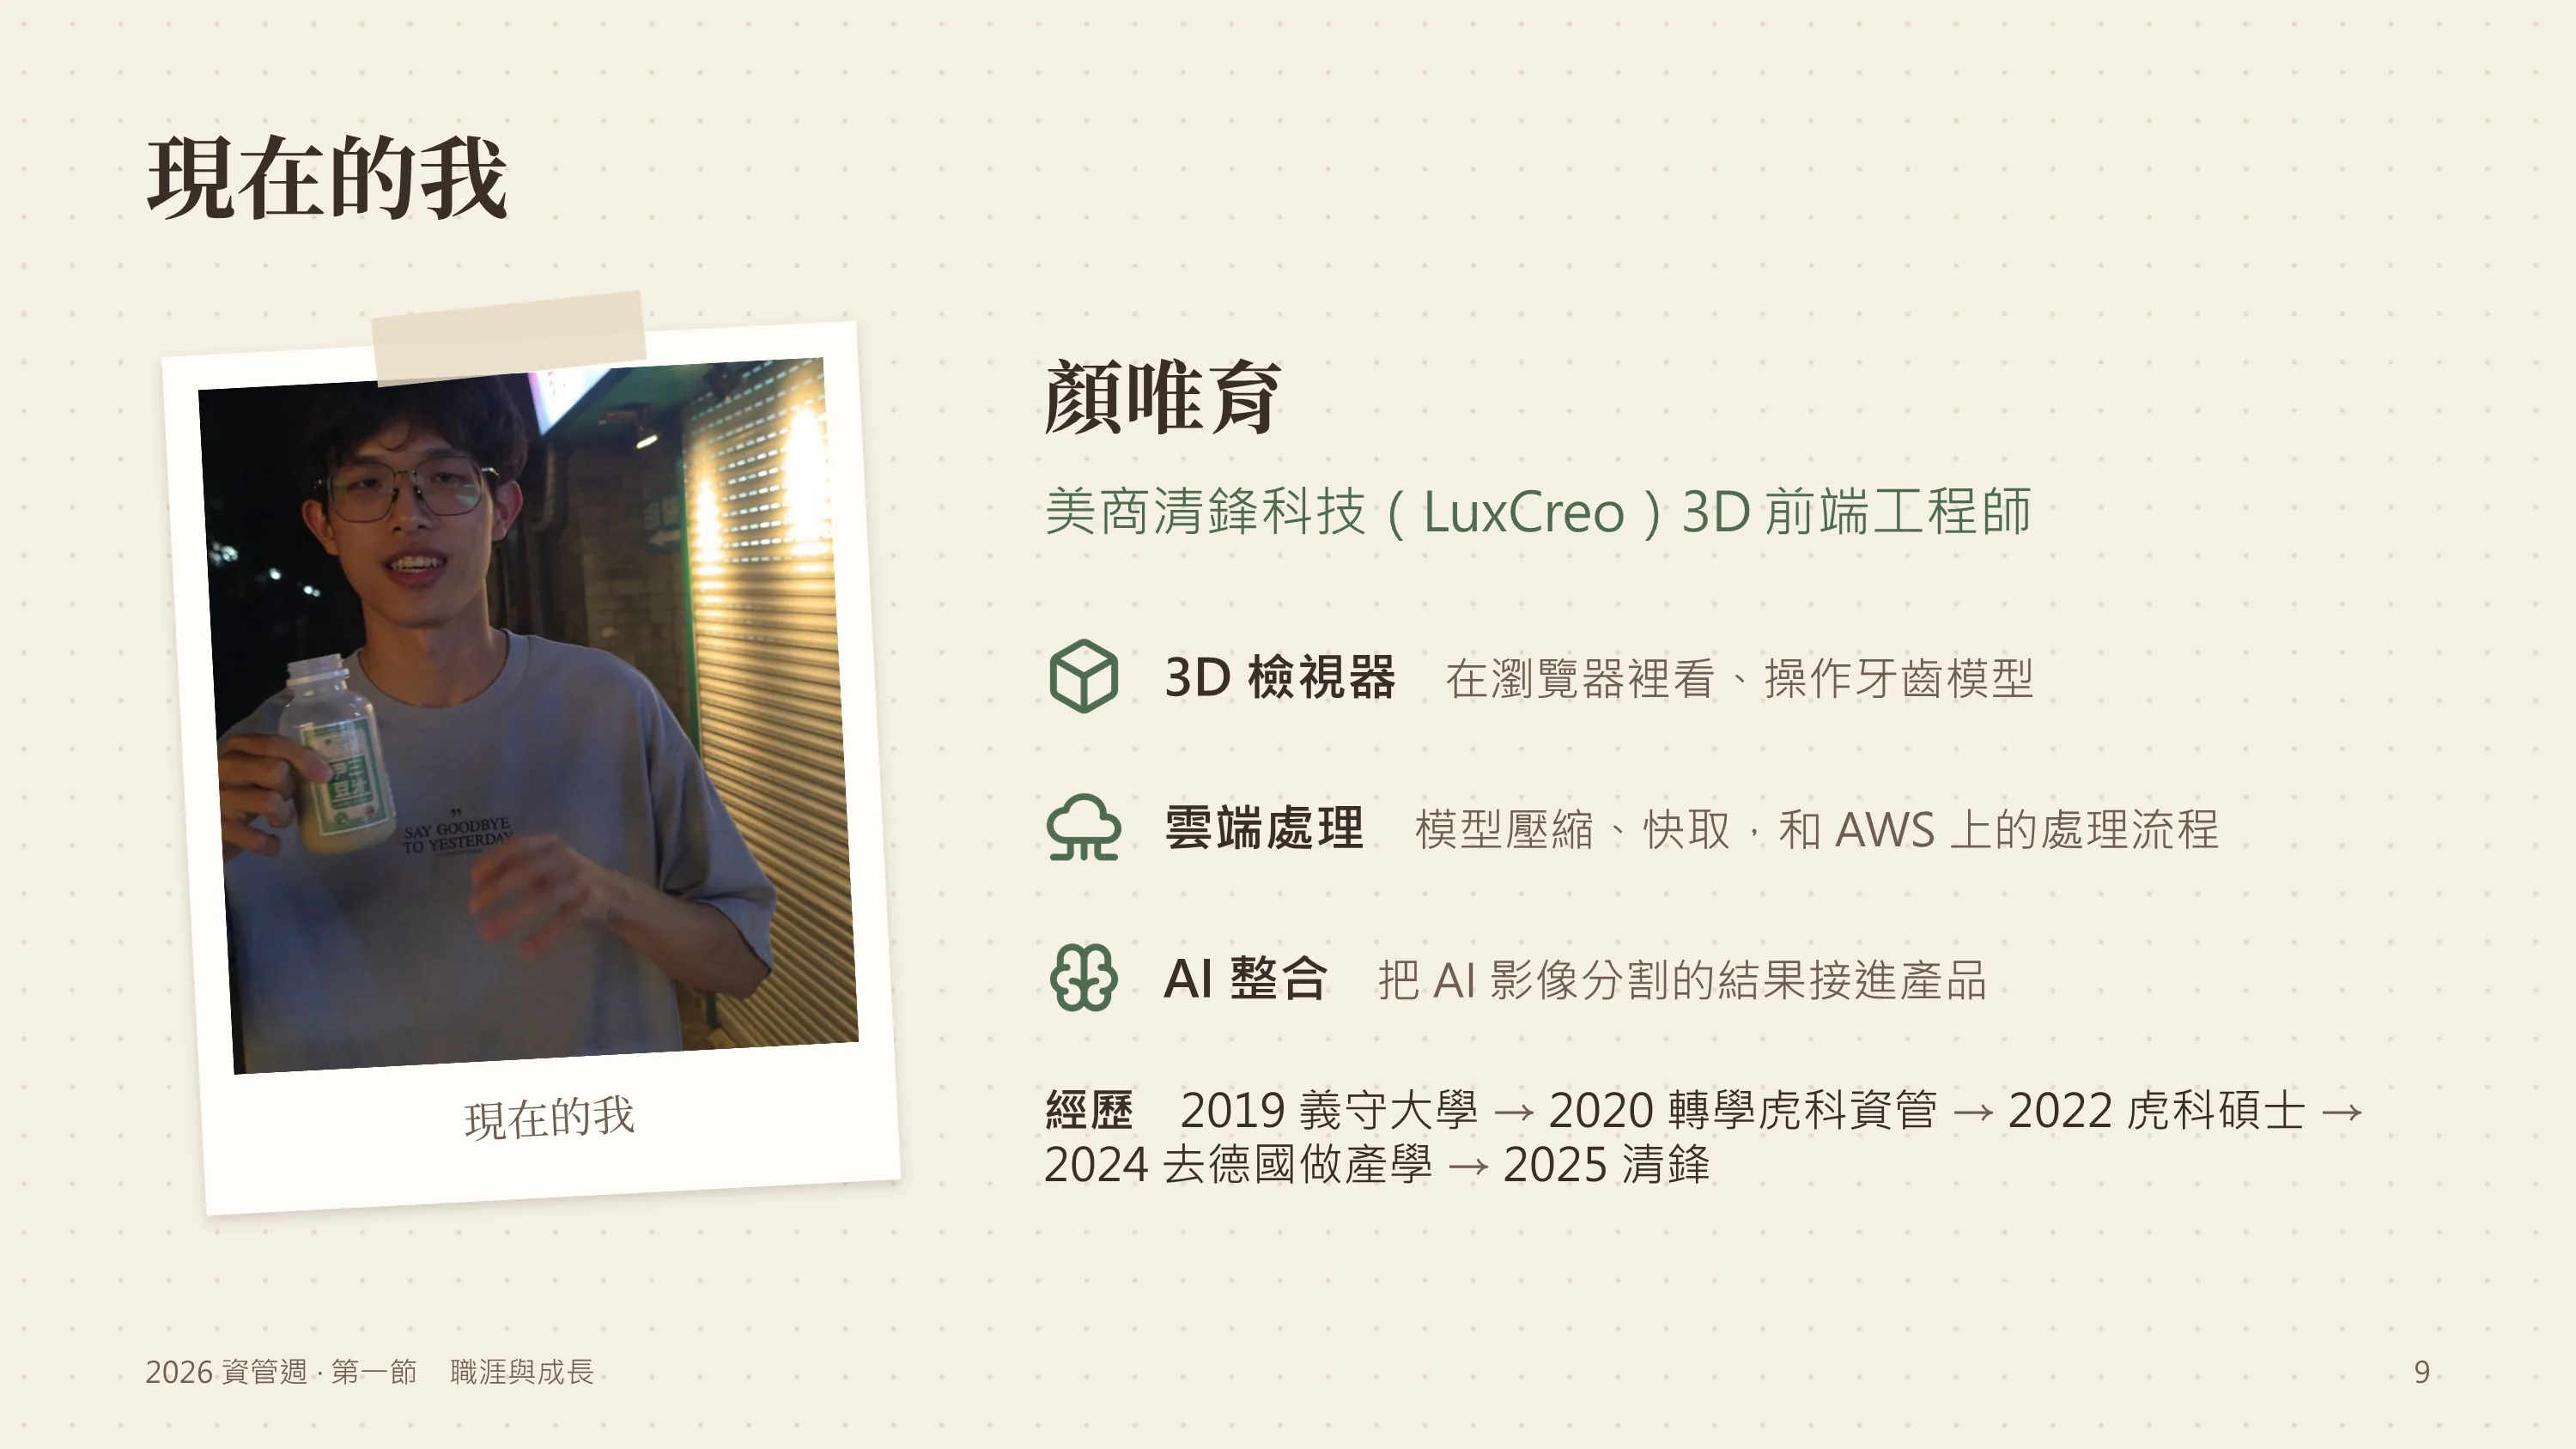 現在的我
顏唯育
美商清鋒科技（LuxCreo）3D 前端工程師
3D 檢視器 在瀏覽器裡看、操作牙齒模型
雲端處理 模型壓縮、快取，和 AWS 上的處理流程
AI 整合 把 AI 影像分割的結果接進產品
經歷 2019 義守大學 → 2020 轉學虎科資管 → 2022 虎科碩士 →
2024 去德國做產學 → 2025 清鋒
SAY GOODBYE
TO YESTERDAY
現在的我
2026 資管週 · 第一節 職涯與成長
9